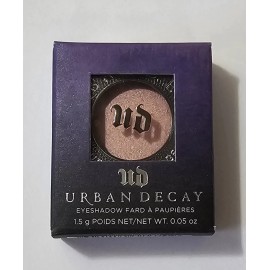 ud
ud
URBAN DECAY
EYESHADOW FARD À PAUPIÈRES
1.5 g POIDS NET/NET WT. 0.05 oz